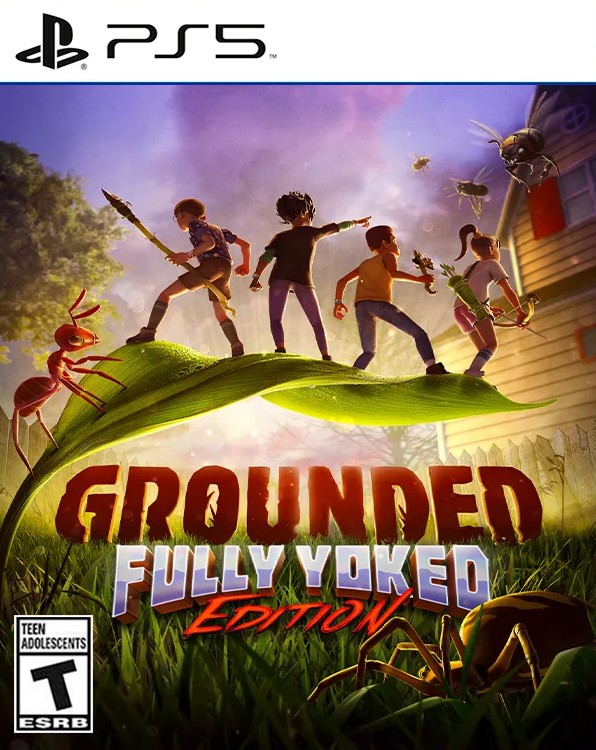 PS5
GROUNDED
FULLY YOKED
EDITION
TEEN
ADOLESCENTS
T
ESRB